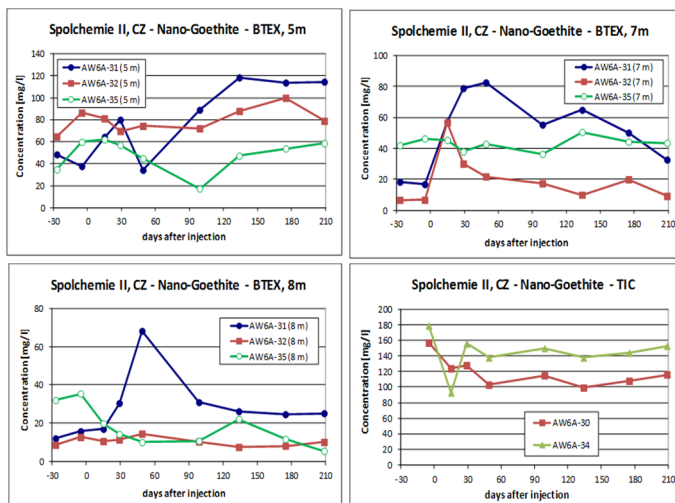 Spolchemie II, CZ - Nano-Goethite - BTEX, 5m
140
120
100
80
60
40
20
0
-30 0 30 60 90 120 150 180 210
Concentration [mg/l]
days after injection
AW6A-31 (5 m)
AW6A-32 (5 m)
AW6A-35 (5 m)
Spolchemie II, CZ - Nano-Goethite - BTEX, 7m
100
80
60
40
20
0
-30 0 30 60 90 120 150 180 210
Concentration [mg/l]
days after injection
AW6A-31 (7 m)
AW6A-32 (7 m)
AW6A-35 (7 m)
Spolchemie II, CZ - Nano-Goethite - BTEX, 8m
80
60
40
20
0
-30 0 30 60 90 120 150 180 210
Concentration [mg/l]
days after injection
AW6A-31 (8 m)
AW6A-32 (8 m)
AW6A-35 (8 m)
Spolchemie II, CZ - Nano-Goethite - TIC
200
180
160
140
120
100
80
60
40
20
0
-30 0 30 60 90 120 150 180 210
Concentration [mg/l]
days after injection
AW6A-30
AW6A-34